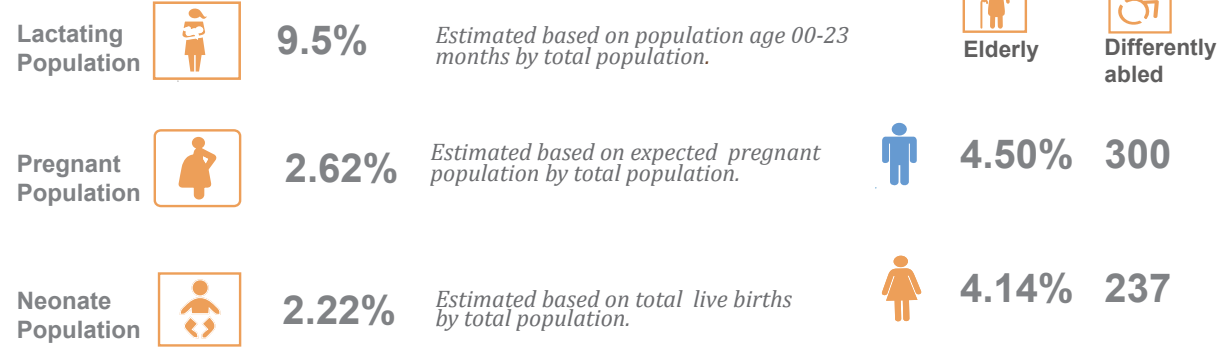 Lactating
Population
9.5%
Estimated based on population age 00-23
months by total population.
Pregnant
Population
2.62%
Estimated based on expected pregnant
population by total population.
Neonate
Population
2.22%
Estimated based on total live births
by total population.
Elderly
Differently
abled
4.50% 300
4.14% 237